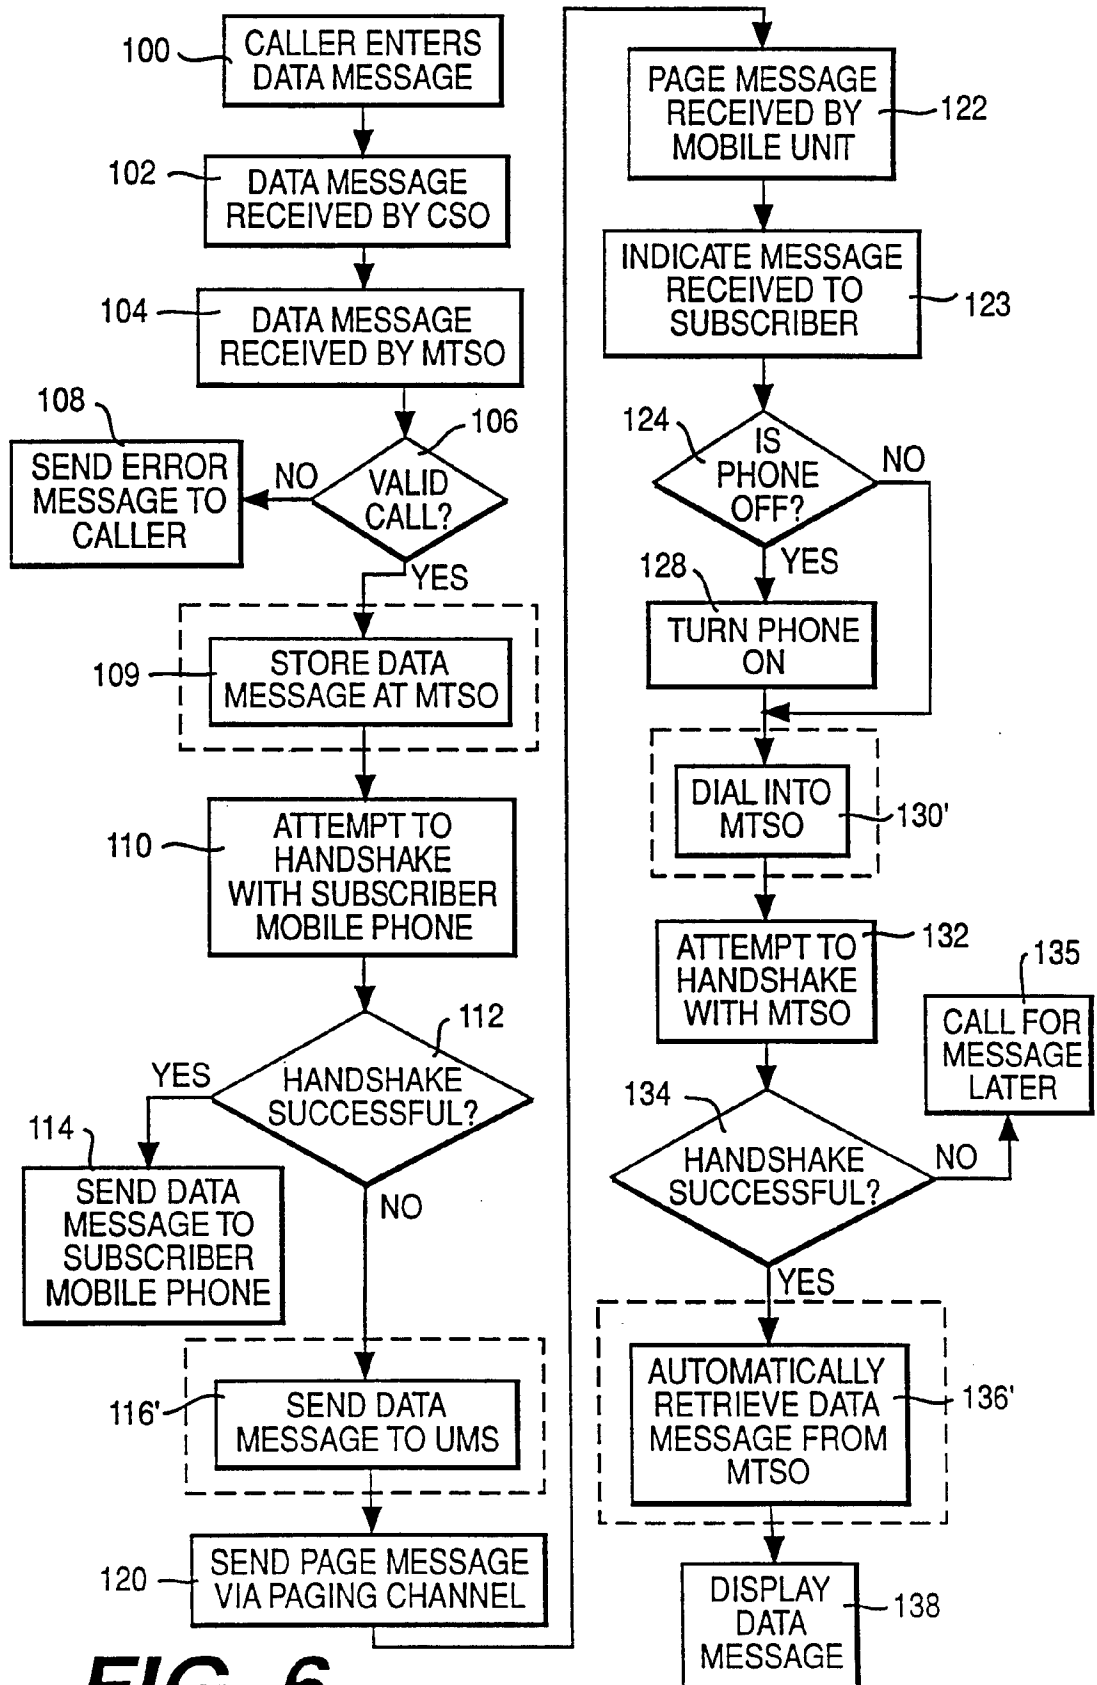 100
CALLER ENTERS
DATA MESSAGE
102
DATA MESSAGE
RECEIVED BY CSO
104
DATA MESSAGE
RECEIVED BY MTSO
106
VALID
CALL?
NO
108
SEND ERROR
MESSAGE TO
CALLER
YES
109
STORE DATA
MESSAGE AT MTSO
110
ATTEMPT TO
HANDSHAKE
WITH SUBSCRIBER
MOBILE PHONE
112
HANDSHAKE
SUCCESSFUL?
YES
114
SEND DATA
MESSAGE TO
SUBSCRIBER
MOBILE PHONE
NO
116'
SEND DATA
MESSAGE TO UMS
120
SEND PAGE MESSAGE
VIA PAGING CHANNEL
PAGE MESSAGE
RECEIVED BY
MOBILE UNIT
122
INDICATE MESSAGE
RECEIVED TO
SUBSCRIBER
123
124
IS
PHONE
OFF?
NO
YES
128
TURN PHONE
ON
DIAL INTO
MTSO
130'
ATTEMPT TO
HANDSHAKE
WITH MTSO
132
134
HANDSHAKE
SUCCESSFUL?
NO
135
CALL FOR
MESSAGE
LATER
YES
AUTOMATICALLY
RETRIEVE DATA
MESSAGE FROM
MTSO
136'
DISPLAY
DATA
MESSAGE
138
FIG. 6